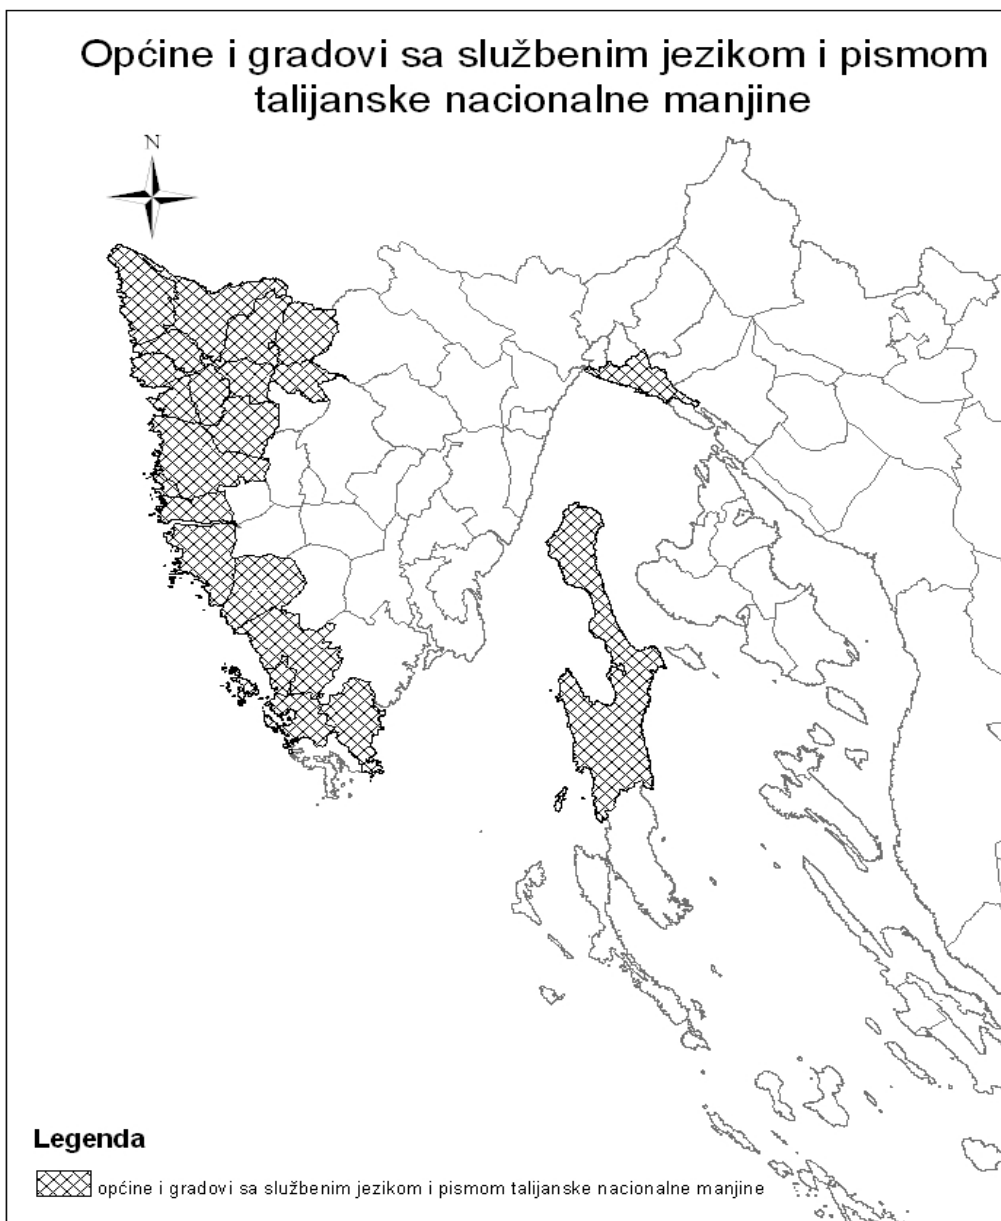 Općine i gradovi sa službenim jezikom i pismom
talijanske nacionalne manjine
N
Legenda
općine i gradovi sa službenim jezikom i pismom talijanske nacionalne manjine